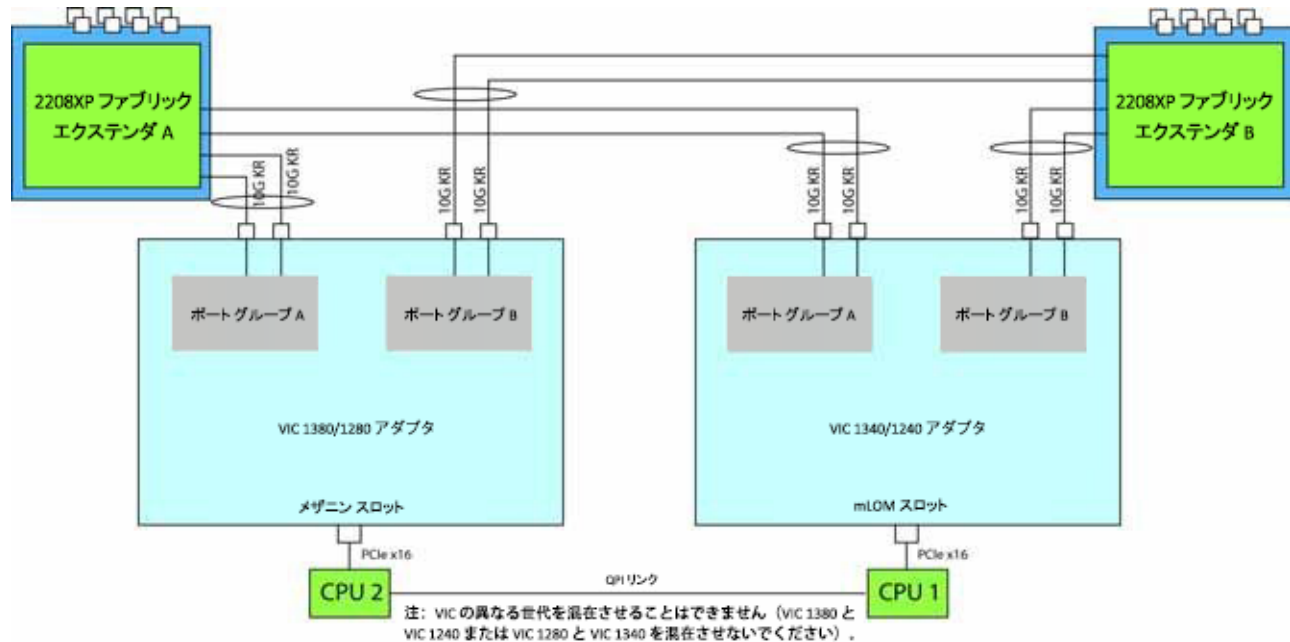 2208XP ファブリック
エクステンダ A
2208XP ファブリック
エクステンダ B
10G KR
10G KR
10G KR
10G KR
10G KR
10G KR
10G KR
10G KR
ポート グループ A
ポート グループ B
ポート グループ A
ポート グループ B
VIC 1380/1280 アダプタ
VIC 1340/1240 アダプタ
メザニン スロット
mLOM スロット
PCIe x16
PCIe x16
CPU 2
QPI リンク
CPU 1
注： VIC の異なる世代を混在させることはできません（VIC 1380 と
VIC 1240 または VIC 1280 と VIC 1340 を混在させないでください）.